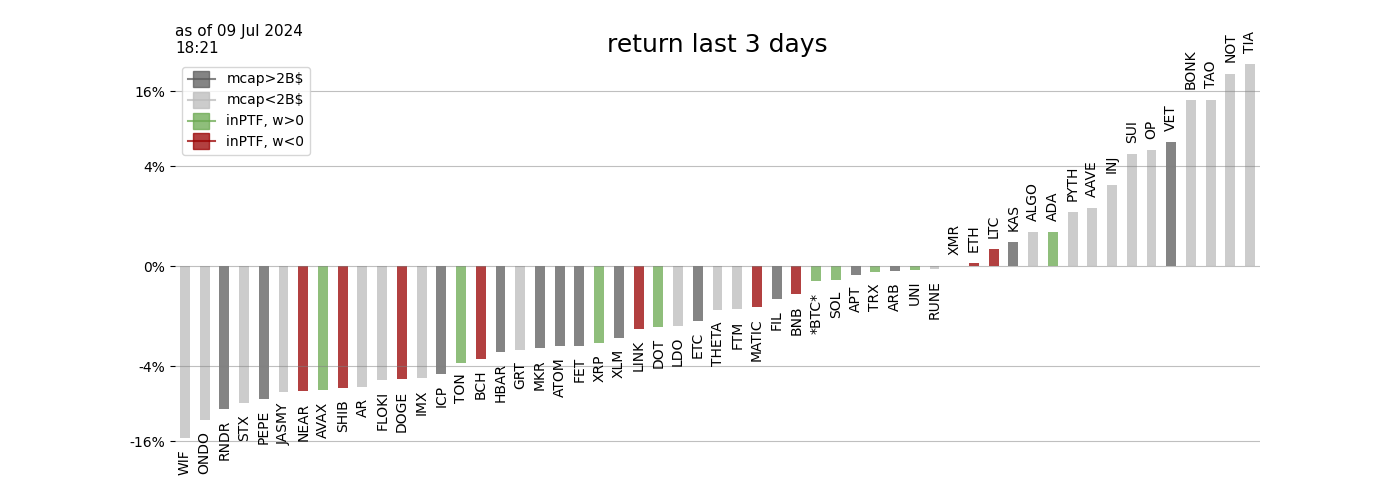 as of 09 Jul 2024
18:21
return last 3 days
mcap>2B$
mcap<2B$
inPTF, w>0
inPTF, w<0
16%
4%
0%
-4%
-16%
WIF
ONDO
RNDR
STX
PEPE
JASMY
NEAR
AVAX
SHIB
AR
FLOKI
DOGE
IMX
ICP
TON
BCH
HBAR
GRT
MKR
ATOM
FET
XRP
XLM
LINK
DOT
LDO
ETC
THETA
FTM
MATIC
FIL
BNB
*BTC*
SOL
APT
TRX
ARB
UNI
RUNE
XMR
ETH
LTC
KAS
ALGO
ADA
PYTH
AAVE
INJ
SUI
OP
VET
BONK
TAO
NOT
TIA